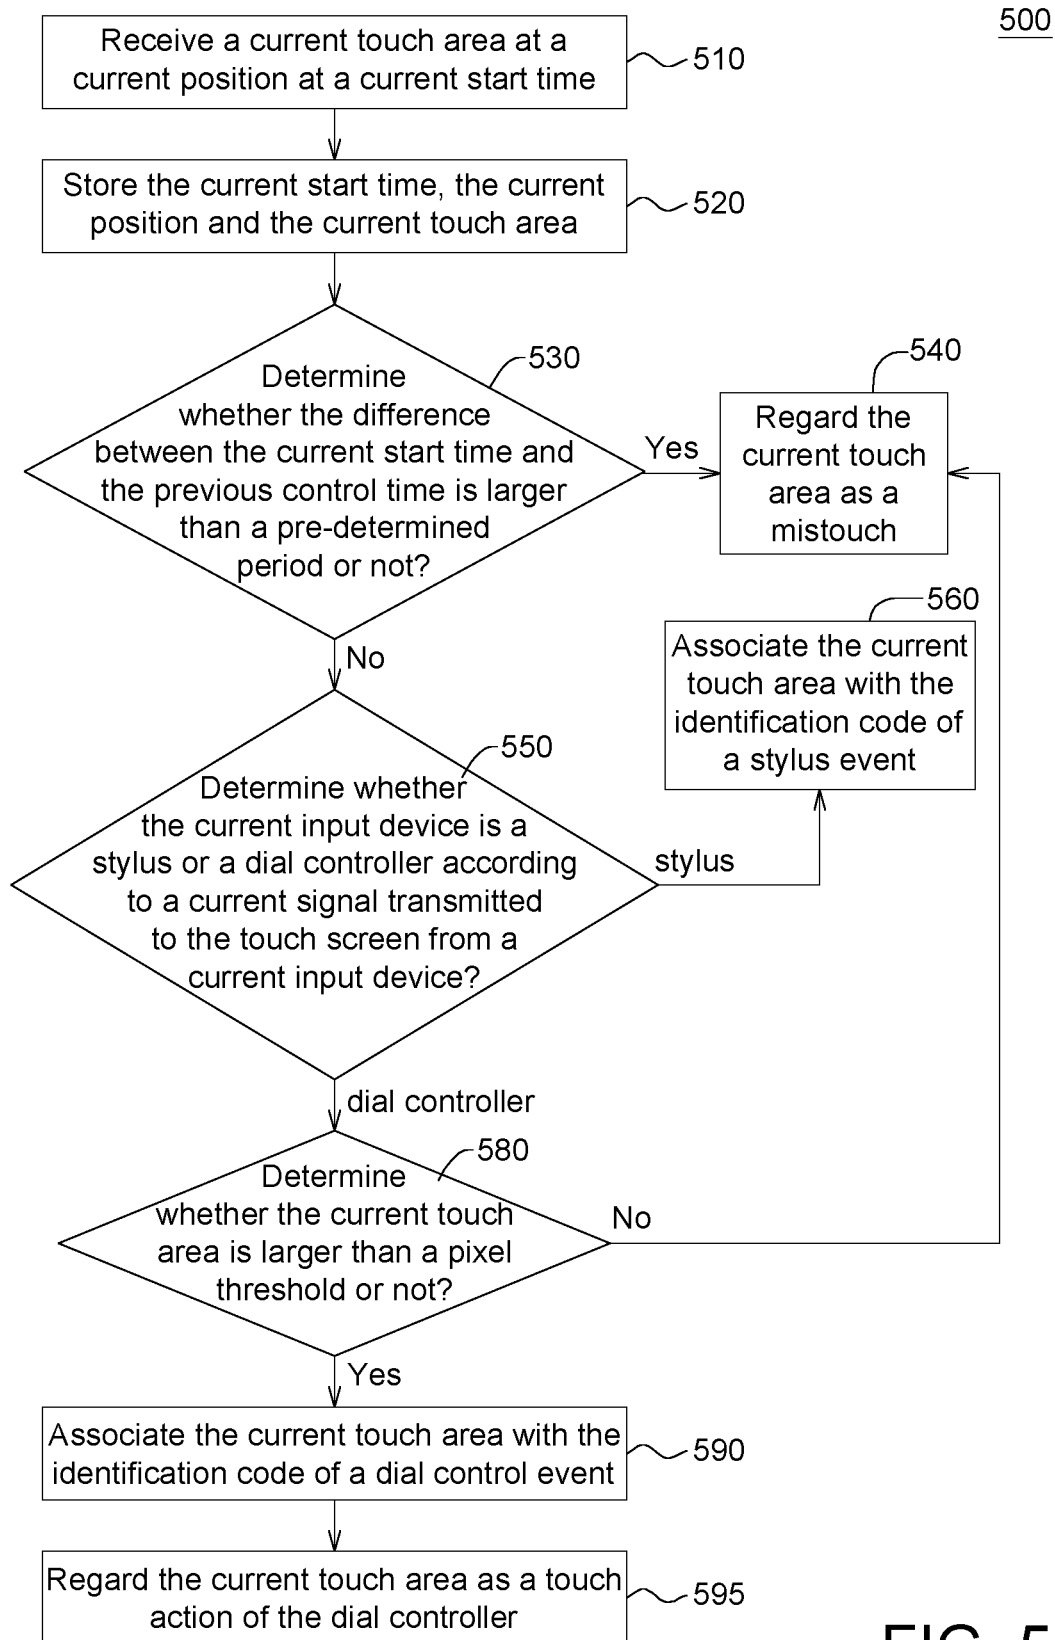 500
Receive a current touch area at a
current position at a current start time
510
Store the current start time, the current
position and the current touch area
520
530
Determine
whether the difference
between the current start time and
the previous control time is larger
than a pre-determined
period or not?
Yes
540
Regard the
current touch
area as a
mistouch
No
560
Associate the current
touch area with the
identification code of
a stylus event
550
Determine whether
the current input device is a
stylus or a dial controller according
to a current signal transmitted
to the touch screen from a
current input device?
stylus
dial controller
580
Determine
whether the current touch
area is larger than a pixel
threshold or not?
No
Yes
Associate the current touch area with the
identification code of a dial control event
590
Regard the current touch area as a touch
action of the dial controller
595
FIG. 5